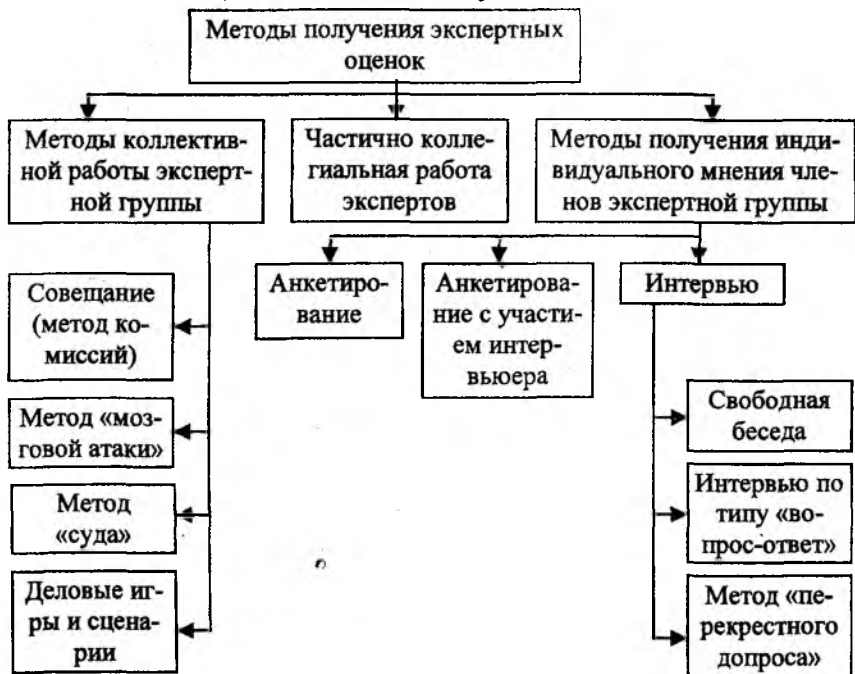 Методы получения экспертных
оценок
Методы коллектив-
ной работы эксперт-
ной группы
Частично колле-
гиальная работа
экспертов
Методы получения инди-
видуального мнения чле-
нов экспертной группы
Анкетиро-
вание
Анкетирова-
ние с участи-
ем интер-
вьюера
Интервью
Совещание
(метод ко-
миссий)
Метод «моз-
говой атаки»
Метод
«суда»
Деловые иг-
ры и сцена-
рии
Свободная
беседа
Интервью по
типу «во-
прос-ответ»
Метод «пе-
рекрестного
допроса»